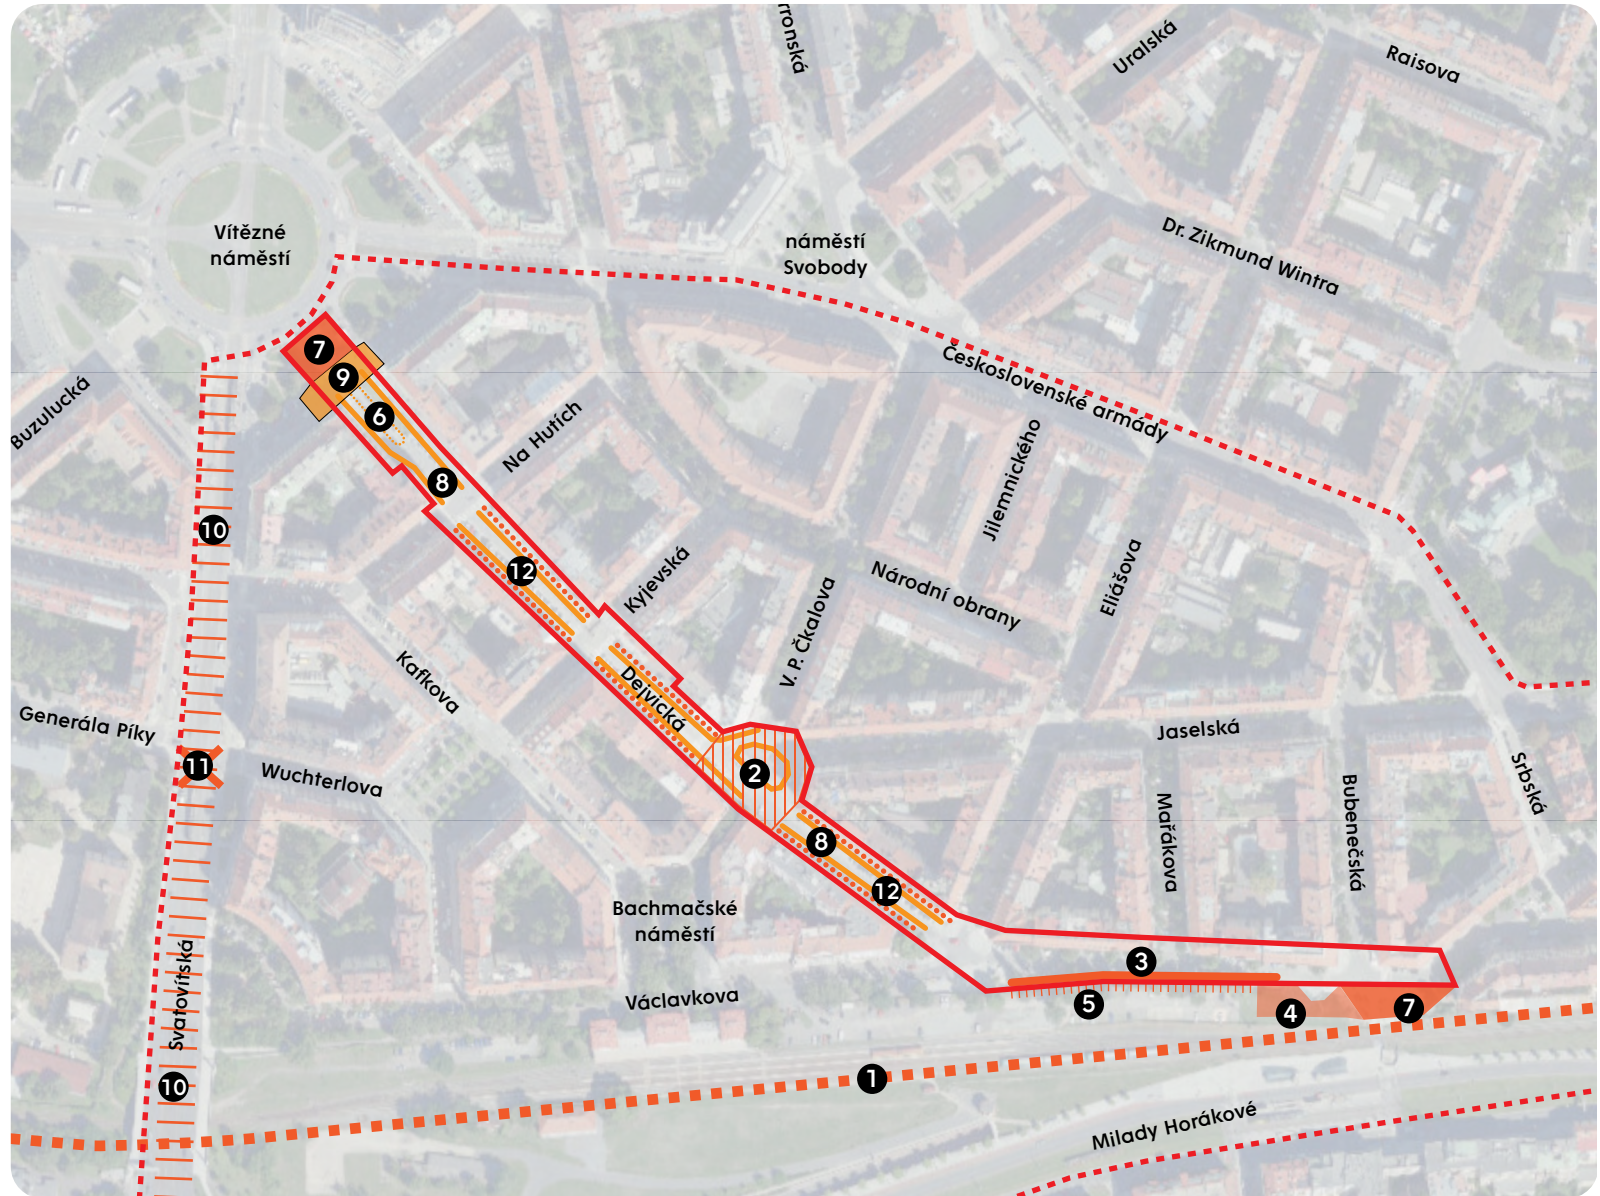 rronská
Uralská
Raisova
Vítězné
náměstí
náměstí
Svobody
Dr. Zikmund Wintra
7
9
6
Buzulucká
Československé armády
Na Hutích
8
Jilemnického
10
12
Kyjevská
Národní obrany
Eliášova
V. P. Čkalova
Kafkova
Dejvická
Generála Píky
Jaselská
11
Wuchterlova
2
Srbská
Mařákova
Bubenečská
8
12
Bachmačské
náměstí
3
Svatovítská
Václavkova
5
4
7
1
10
Milady Horákové